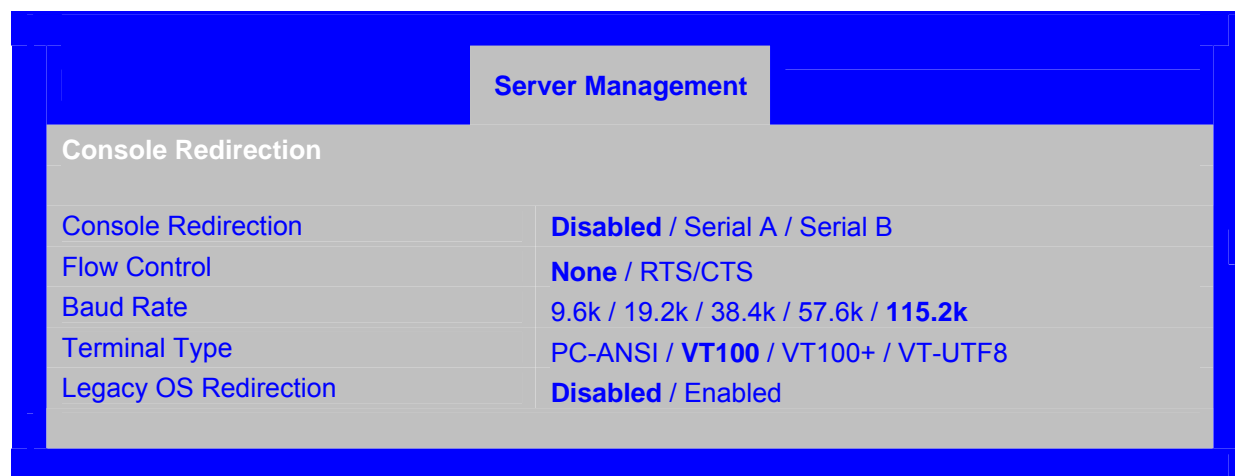 Server Management
Console Redirection
Console Redirection Disabled / Serial A / Serial B
Flow Control None / RTS/CTS
Baud Rate 9.6k / 19.2k / 38.4k / 57.6k / 115.2k
Terminal Type PC-ANSI / VT100 / VT100+ / VT-UTF8
Legacy OS Redirection Disabled / Enabled